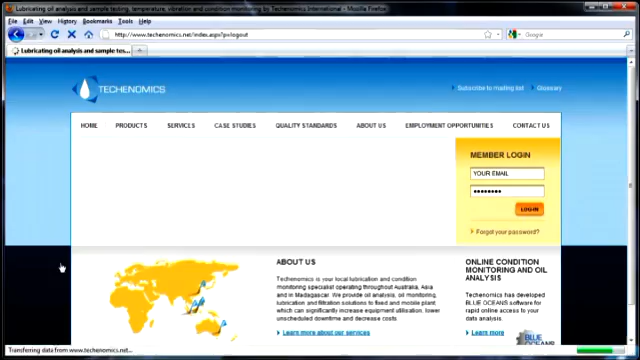 Lubricating oil analysis and sample testing, temperature, vibration and condition monitoring by Techenomics International - Mozilla Firefox
File Edit View History Bookmarks Tools Help
http://www.techenomics.net/index.aspx?p=logout
Google
Lubricating oil analysis and sample tes...
TECHENOMICS
Subscribe to mailing list
Glossary
HOME PRODUCTS SERVICES CASE STUDIES QUALITY STANDARDS ABOUT US EMPLOYMENT OPPORTUNITIES CONTACT US
MEMBER LOGIN
YOUR EMAIL
LOG-IN
Forgot your password?
ABOUT US
Techenomics is your local lubrication and condition
monitoring specialist operating throughout Australia, Asia
and in Madagascar. We provide oil analysis, oil monitoring,
lubrication and filtration solutions to fixed and mobile plant,
which can significantly increase equipment utilisation, lower
unscheduled downtime and decrease costs.
Learn more about our services
ONLINE CONDITION
MONITORING AND OIL
ANALYSIS
Techenomics has developed
BLUE OCEANS software for
rapid online access to your
data analysis.
Learn more
BLUE
OCEANS
Transferring data from www.techenomics.net...